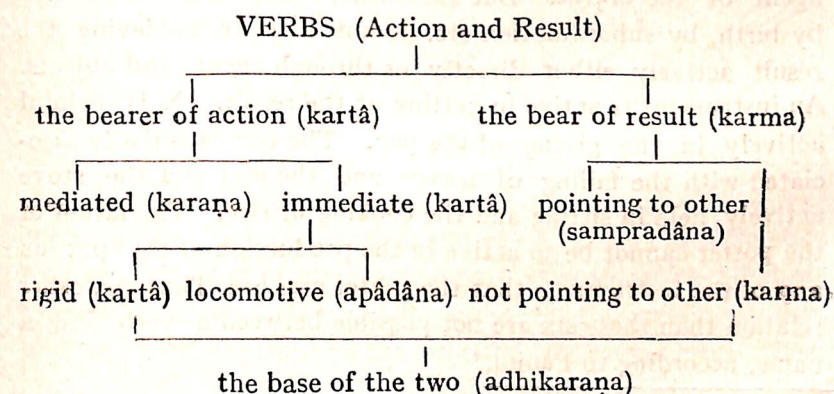 VERBS (Action and Result)
the bearer of action (kartâ) the bear of result (karma)
mediated (karaṇa) immediate (kartâ) pointing to other
(sampradâna)
rigid (kartâ) locomotive (apâdâna) not pointing to other (karma)
the base of the two (adhikaraṇa)